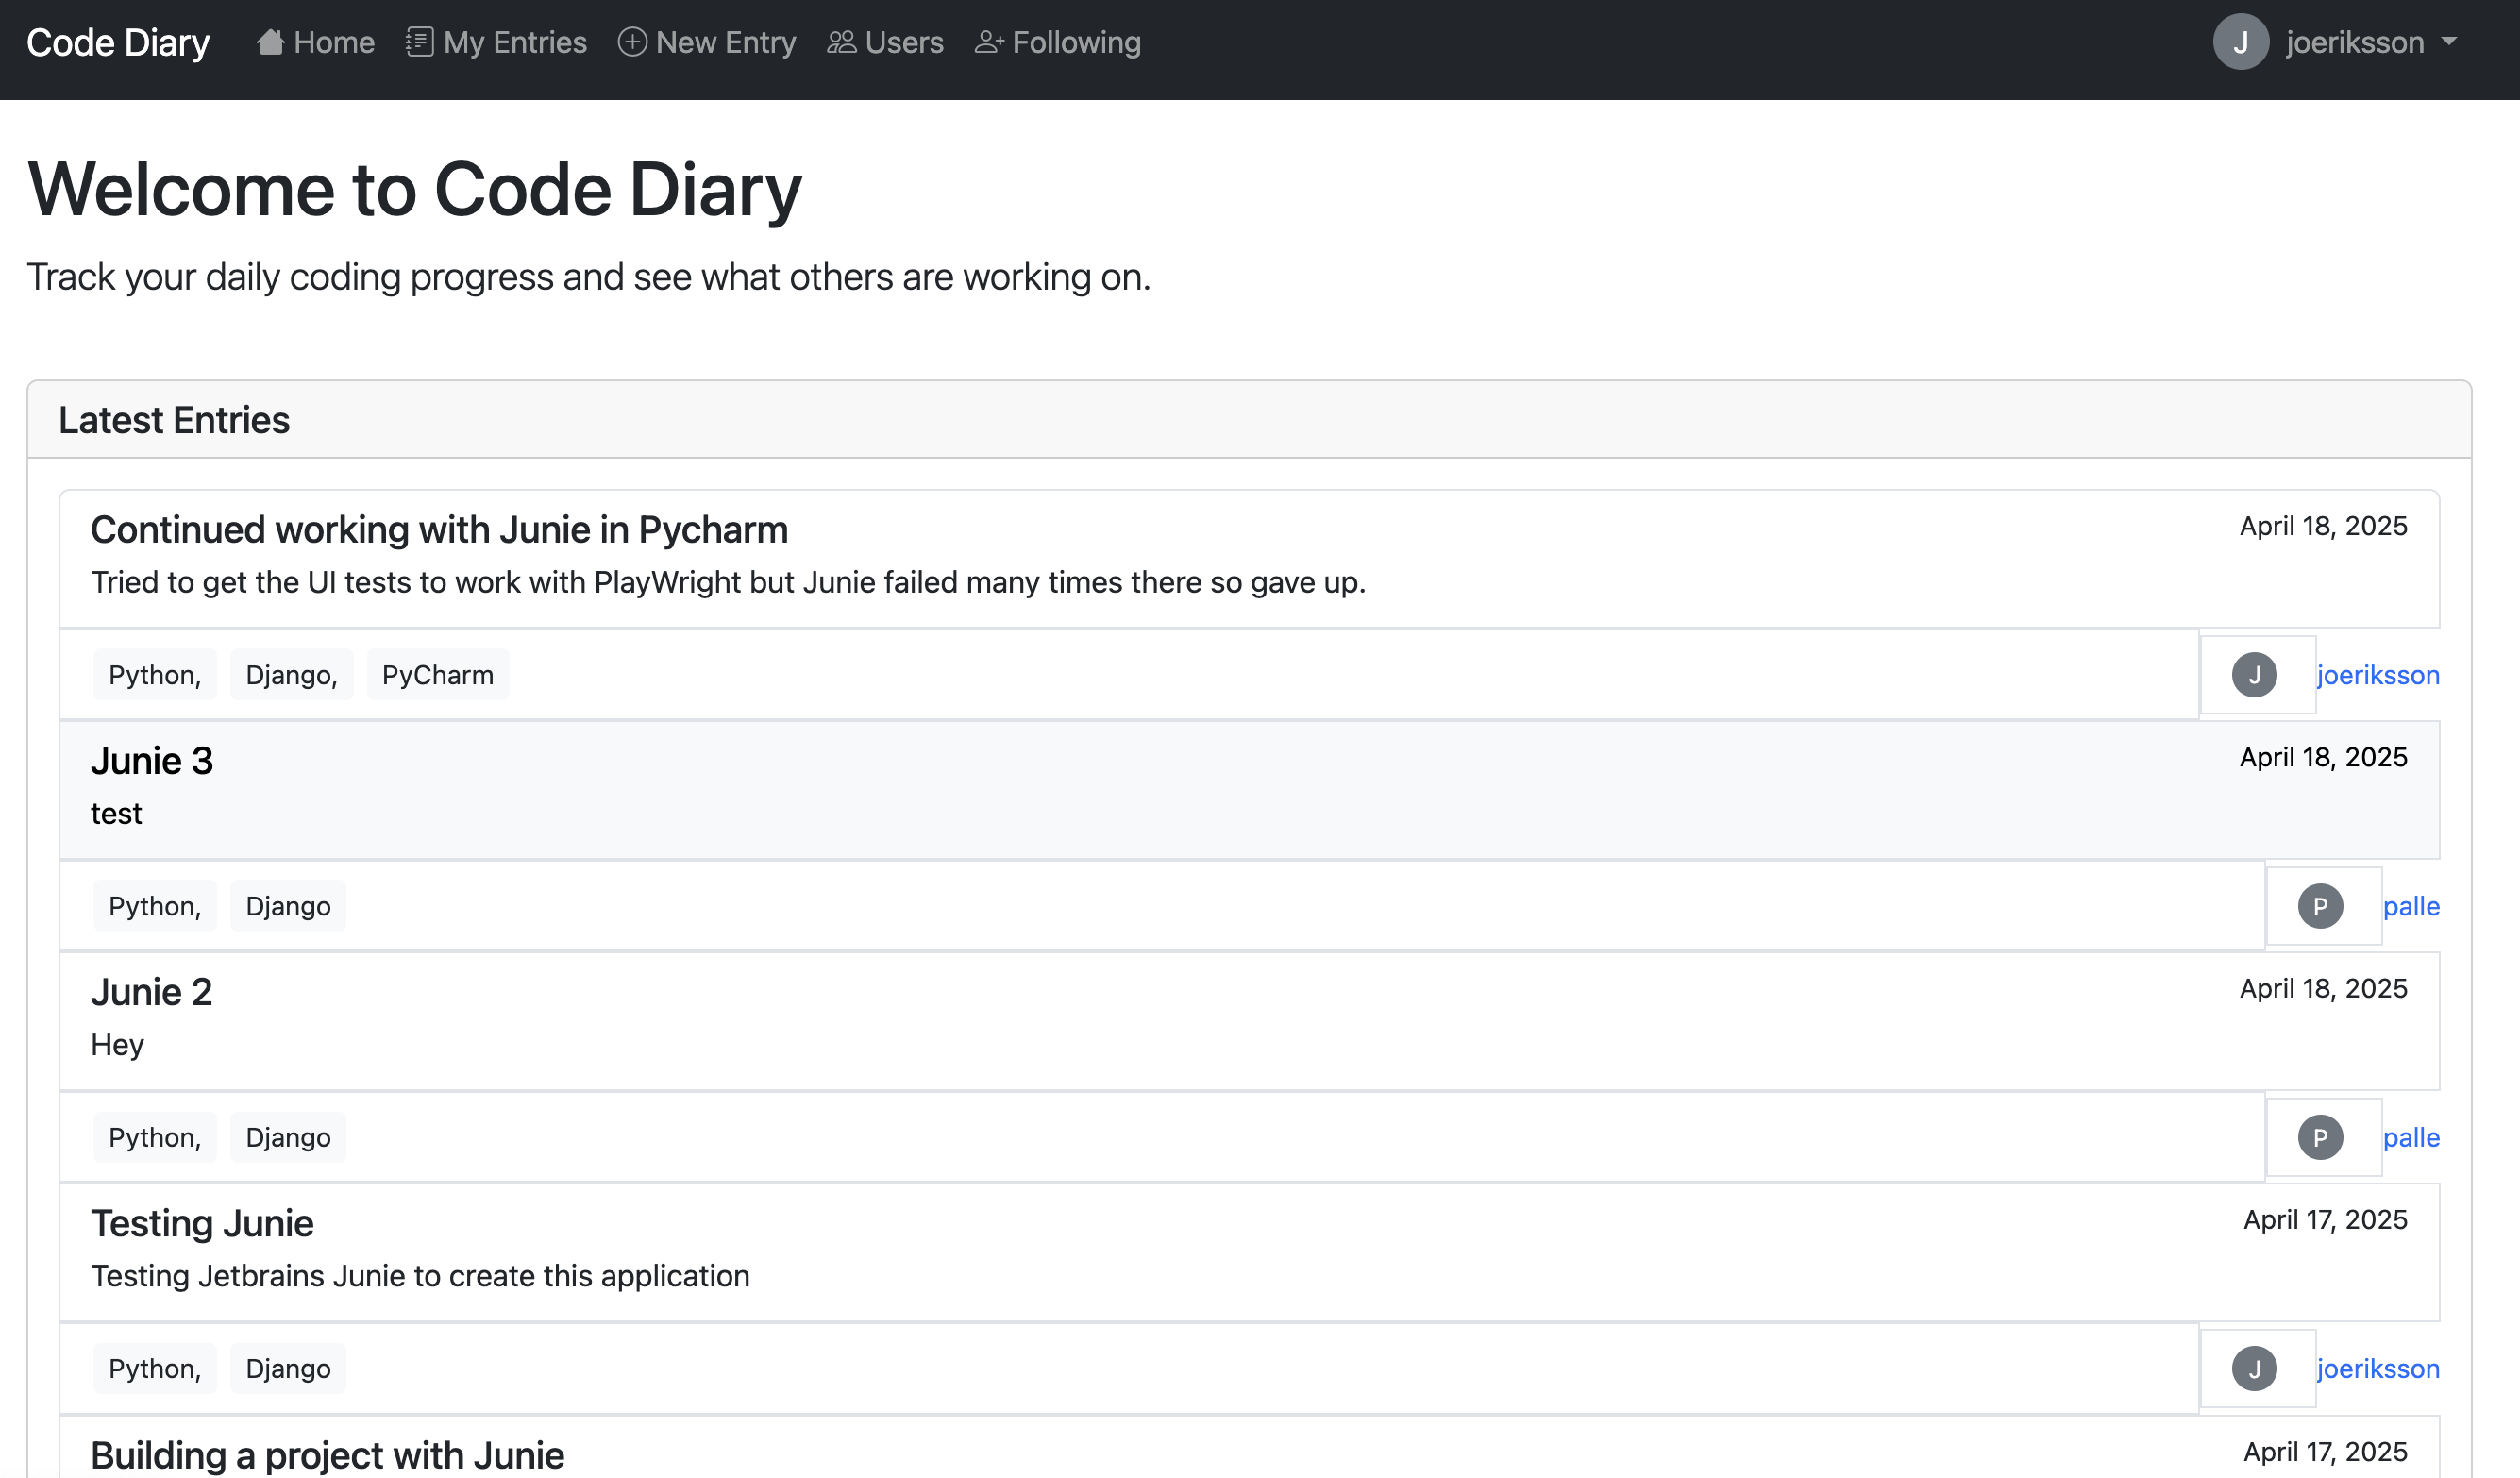 Code Diary Home My Entries New Entry Users Following J joeriksson
Welcome to Code Diary
Track your daily coding progress and see what others are working on.
Latest Entries
Continued working with Junie in Pycharm April 18, 2025
Tried to get the UI tests to work with PlayWright but Junie failed many times there so gave up.
Python, Django, PyCharm J joeriksson
Junie 3 April 18, 2025
test
Python, Django P palle
Junie 2 April 18, 2025
Hey
Python, Django P palle
Testing Junie April 17, 2025
Testing Jetbrains Junie to create this application
Python, Django J joeriksson
Building a project with Junie April 17, 2025